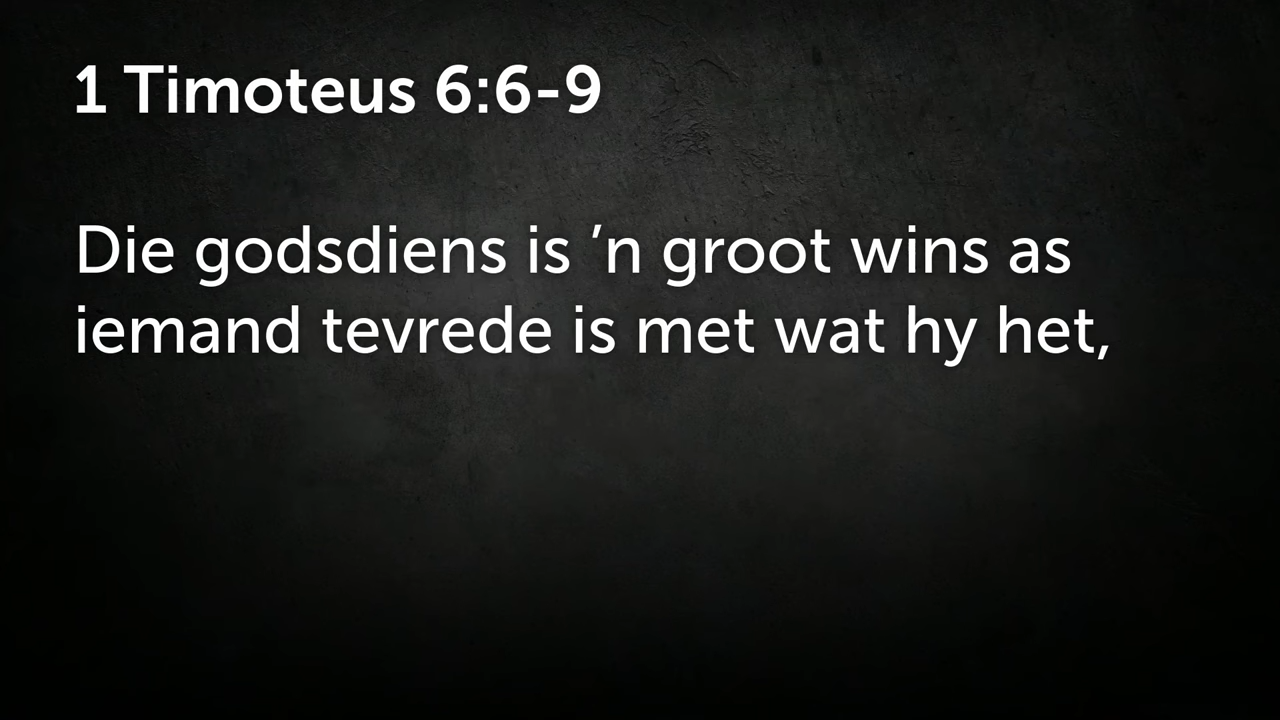 1 Timoteus 6:6-9
Die godsdiens is ’n groot wins as
iemand tevrede is met wat hy het,